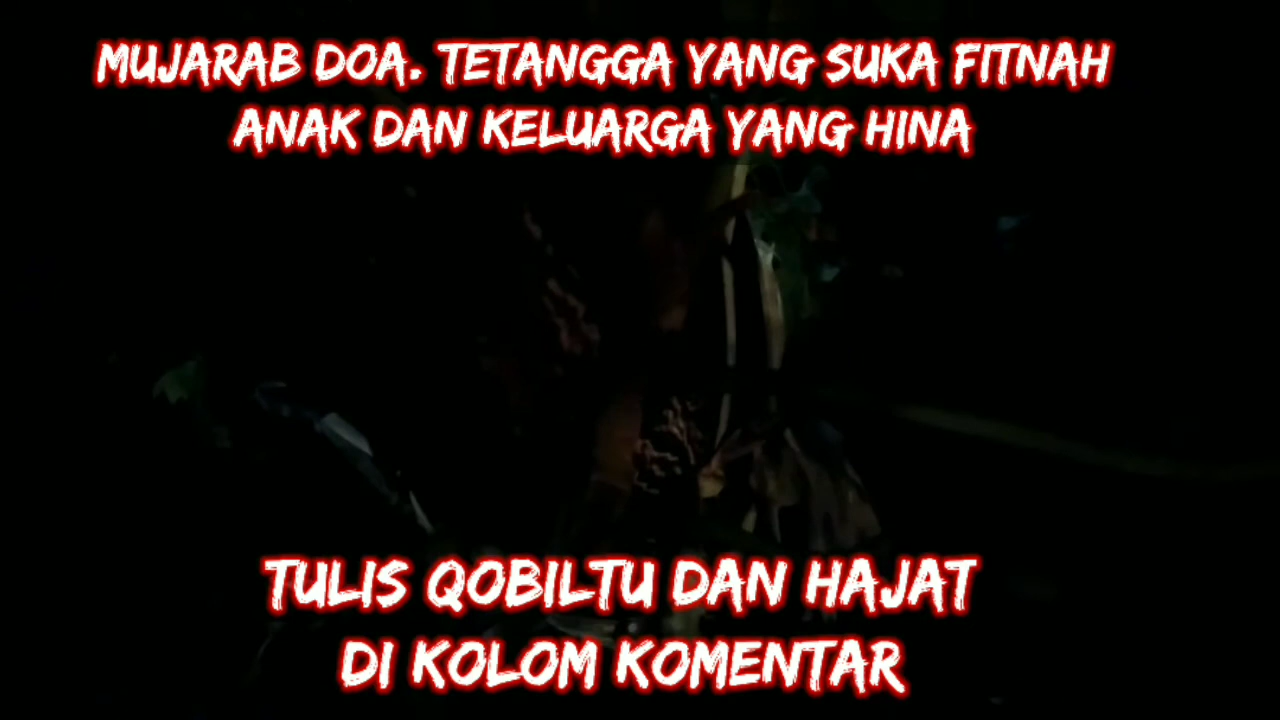 MUJARAB DOA. TETANGGA YANG SUKA FITNAH
ANAK DAN KELUARGA YANG HINA
TULIS QOBILTU DAN HAJAT
DI KOLOM KOMENTAR